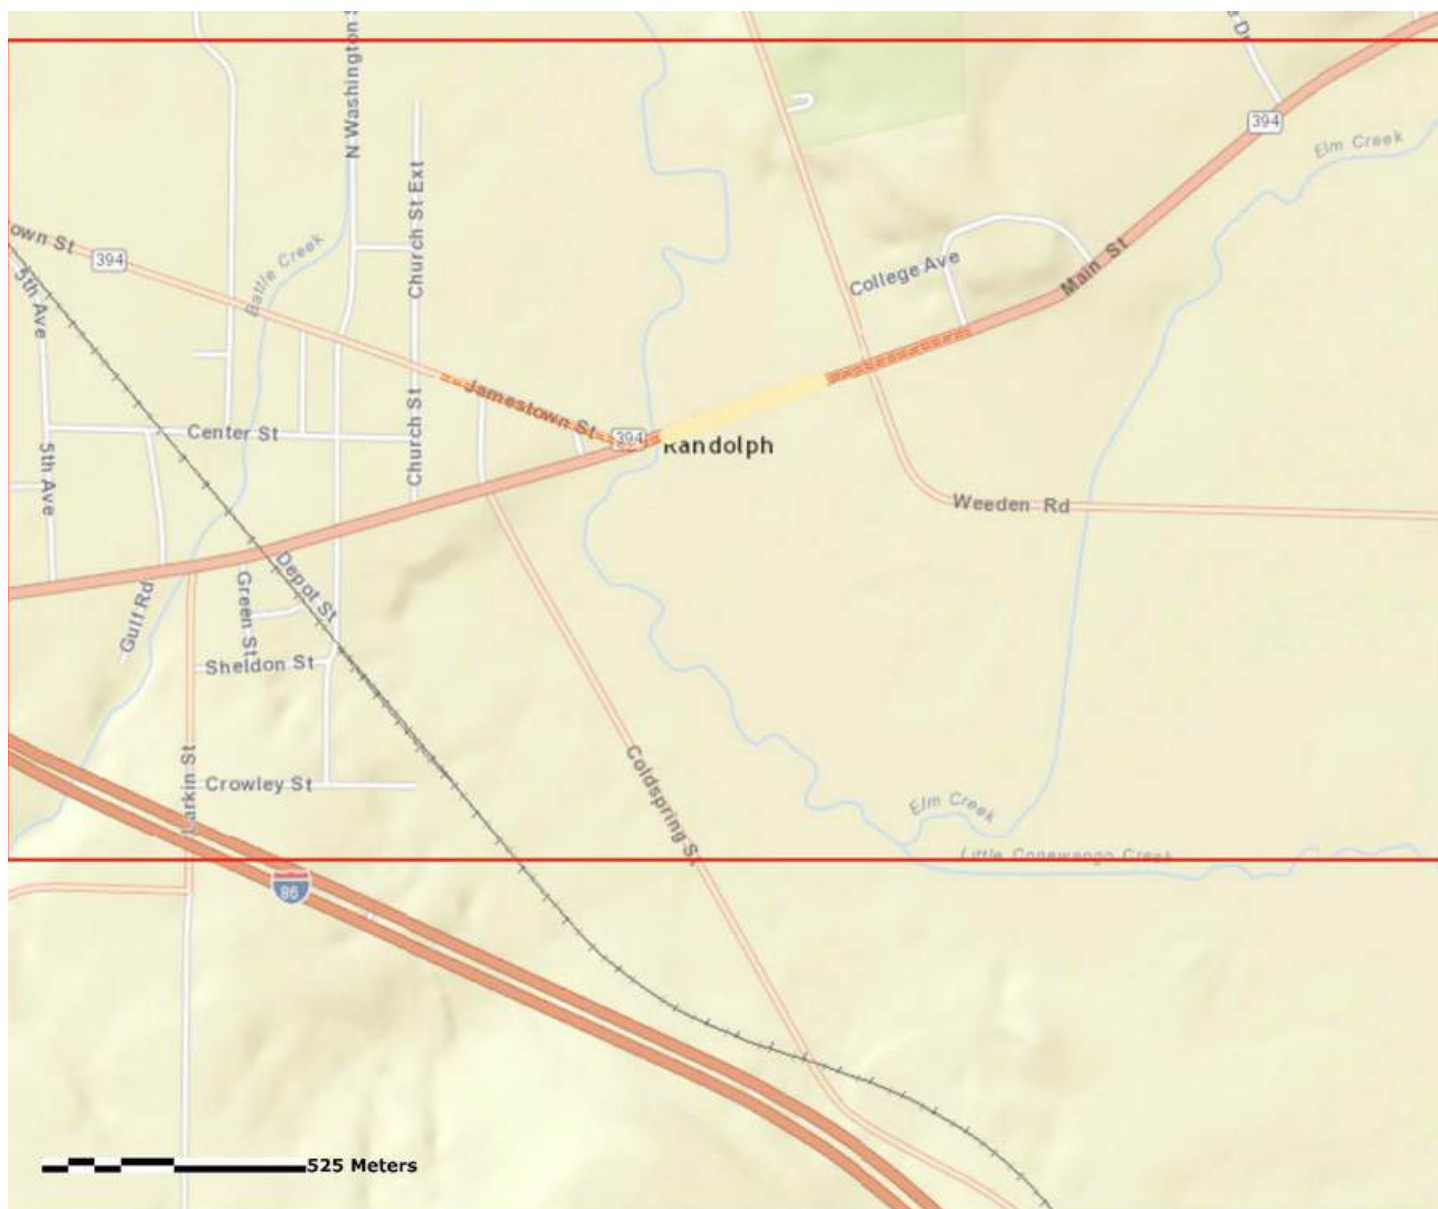 N Washington S
e Dr
394
Elm Creek
Church St Ext
own St
394
Battle Creek
College Ave
Main St
5th Ave
Jamestown St
394
Randolph
Church St
Center St
5th Ave
Weeden Rd
Depot St
Green St
Gulf Rd
Sheldon St
Coldspring St
Larkin St
Crowley St
Elm Creek
Little Conewango Creek
86
525 Meters